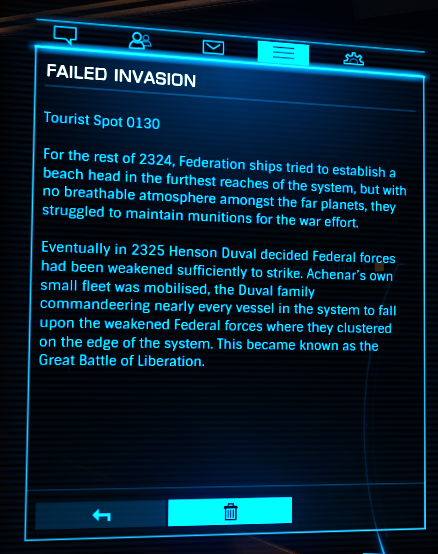 FAILED INVASION
Tourist Spot 0130
For the rest of 2324, Federation ships tried to establish a
beach head in the furthest reaches of the system, but with
no breathable atmosphere amongst the far planets, they
struggled to maintain munitions for the war effort.
Eventually in 2325 Henson Duval decided Federal forces
had been weakened sufficiently to strike. Achenar's own
small fleet was mobilised, the Duval family
commandeering nearly every vessel in the system to fall
upon the weakened Federal forces where they clustered
on the edge of the system. This became known as the
Great Battle of Liberation.